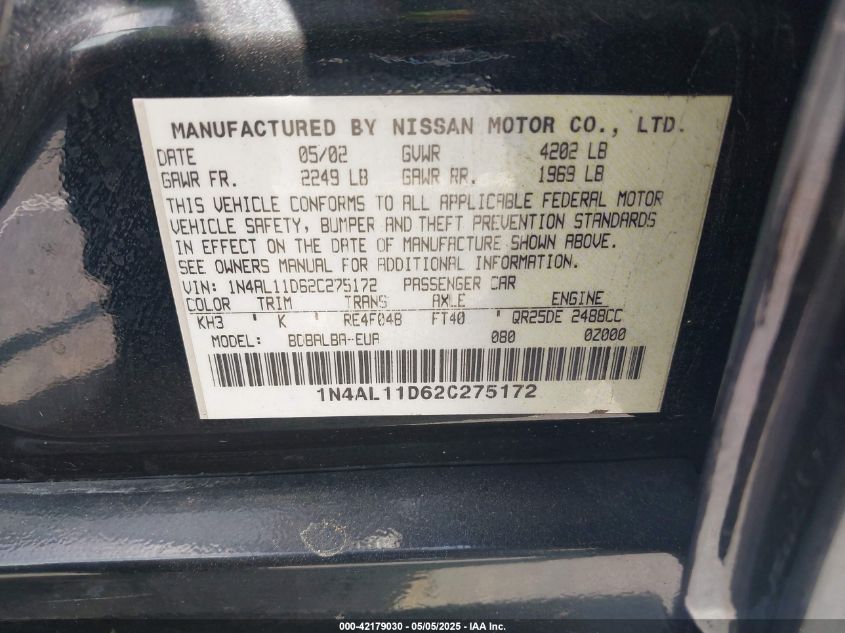 MANUFACTURED BY NISSAN MOTOR CO., LTD.
DATE 05/02 GVWR 4202 LB
GAWR FR. 2249 LB GAWR RR. 1969 LB
THIS VEHICLE CONFORMS TO ALL APPLICABLE FEDERAL MOTOR
VEHICLE SAFETY, BUMPER AND THEFT PREVENTION STANDARDS
IN EFFECT ON THE DATE OF MANUFACTURE SHOWN ABOVE.
SEE OWNERS MANUAL FOR ADDITIONAL INFORMATION.
VIN: 1N4AL11D62C275172 PASSENGER CAR
COLOR TRIM TRANS AXLE ENGINE
KH3 ' K ' RE4F04B FT40 ' QR25DE 2488CC
MODEL: BDBALBA-EUA 080 0Z000
1N4AL11D62C275172
000-42179030 - 05/05/2025 - IAA Inc.